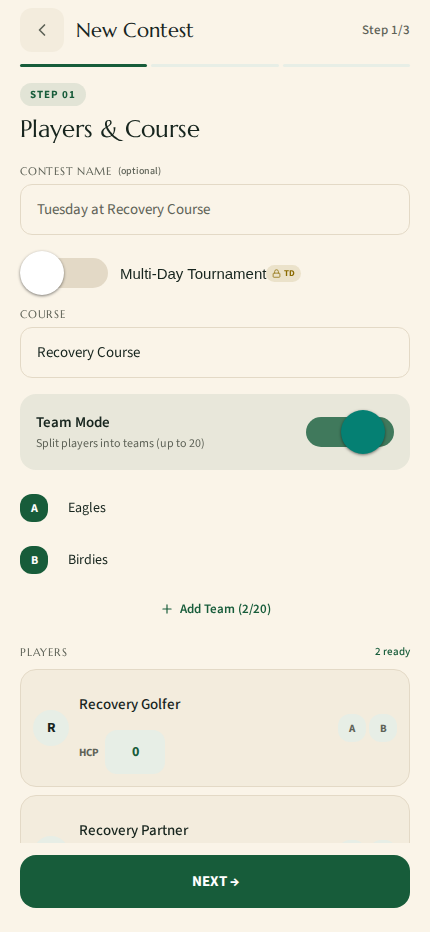 New Contest
Step 1/3
STEP 01
Players & Course
CONTEST NAME (optional)
Tuesday at Recovery Course
Multi-Day Tournament TD
COURSE
Recovery Course
Team Mode
Split players into teams (up to 20)
A Eagles
B Birdies
+ Add Team (2/20)
PLAYERS
2 ready
Recovery Golfer
R
A B
HCP 0
Recovery Partner
NEXT →